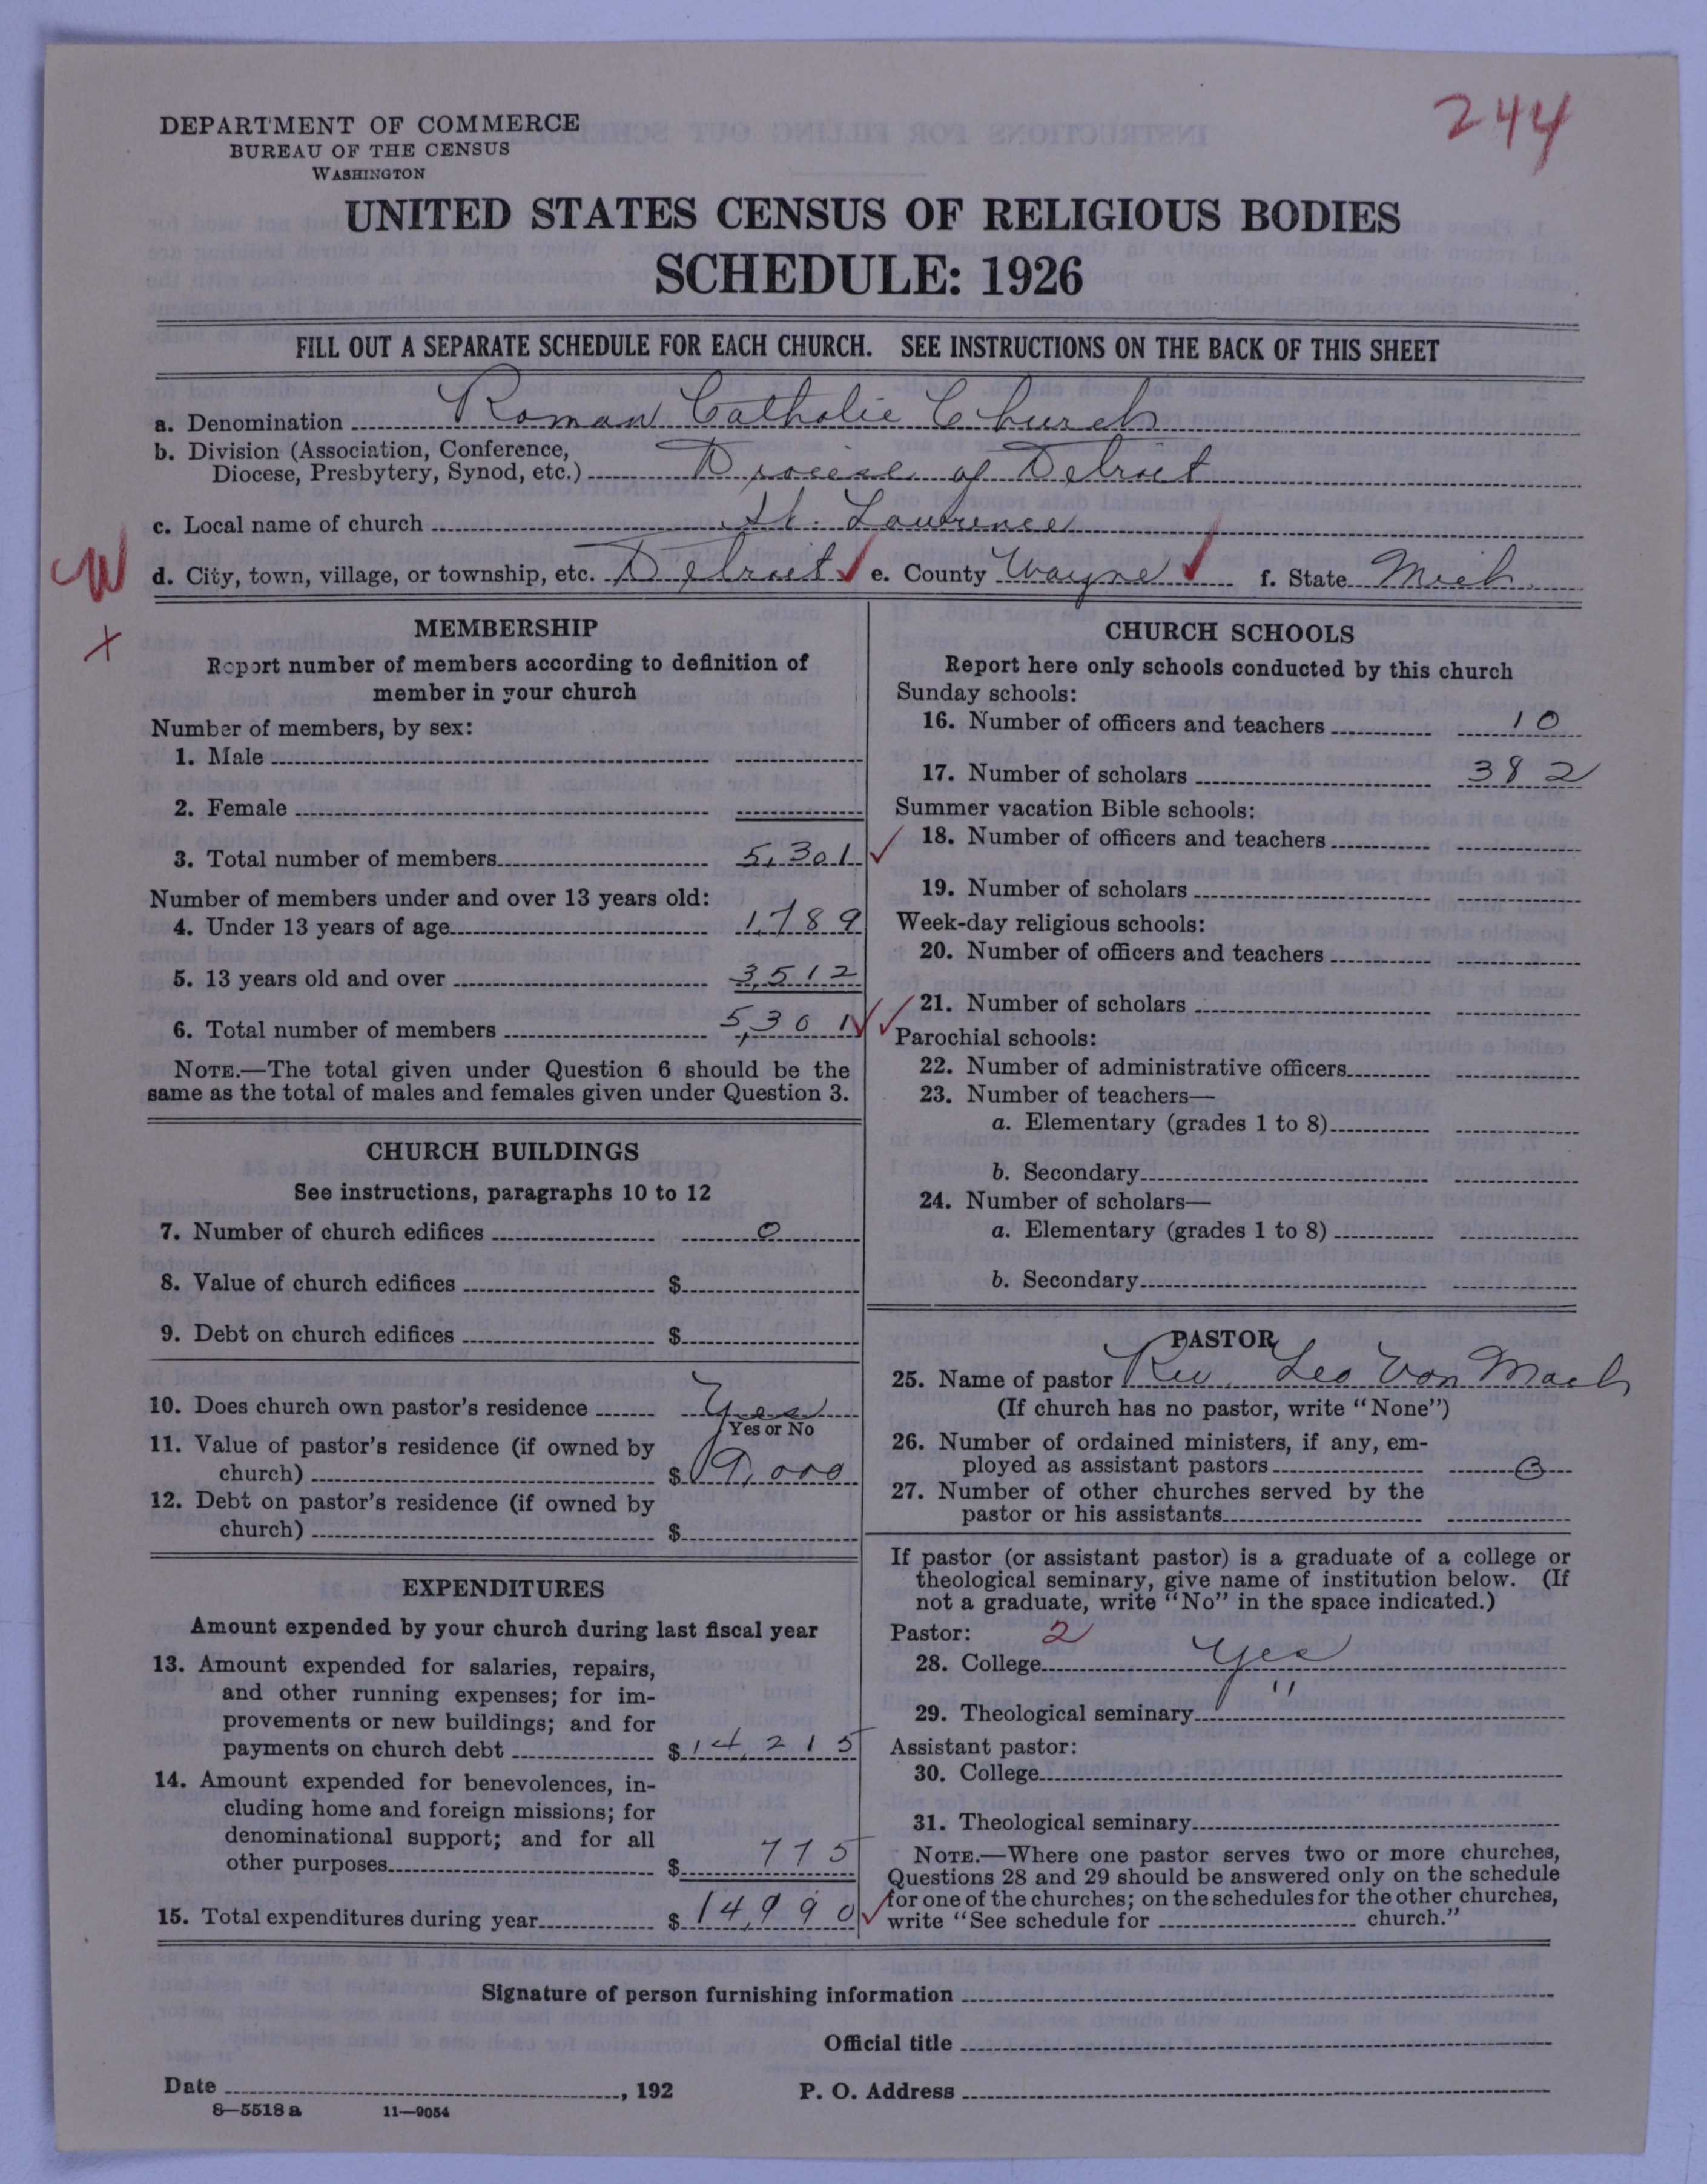 244
DEPARTMENT OF COMMERCE
BUREAU OF THE CENSUS
WASHINGTON
UNITED STATES CENSUS OF RELIGIOUS BODIES
SCHEDULE: 1926
FILL OUT A SEPARATE SCHEDULE FOR EACH CHURCH. SEE INSTRUCTIONS ON THE BACK OF THIS SHEET
a. Denomination Roman Catholic Church
b. Division (Association, Conference,
Diocese, Presbytery, Synod, etc.) Diocese of Detroit
c. Local name of church St. Lawrence
W d. City, town, village, or township, etc. Detroit ✓ e. County Wayne ✓ f. State Mich.
X
MEMBERSHIP
Report number of members according to definition of
member in your church
Number of members, by sex:
1. Male
2. Female
3. Total number of members 5,301 ✓
Number of members under and over 13 years old:
4. Under 13 years of age 1,789
5. 13 years old and over 3,512
6. Total number of members 5,301 ✓ ✓
NOTE.—The total given under Question 6 should be the
same as the total of males and females given under Question 3.
CHURCH BUILDINGS
See instructions, paragraphs 10 to 12
7. Number of church edifices 0
8. Value of church edifices $
9. Debt on church edifices $
10. Does church own pastor's residence Yes
Yes or No
11. Value of pastor's residence (if owned by
church) $ 9,000
12. Debt on pastor's residence (if owned by
church) $
EXPENDITURES
Amount expended by your church during last fiscal year
13. Amount expended for salaries, repairs,
and other running expenses; for im-
provements or new buildings; and for
payments on church debt $ 14,215
14. Amount expended for benevolences, in-
cluding home and foreign missions; for
denominational support; and for all
other purposes $ 775
15. Total expenditures during year $ 14,990 ✓
CHURCH SCHOOLS
Report here only schools conducted by this church
Sunday schools:
16. Number of officers and teachers 10
17. Number of scholars 382
Summer vacation Bible schools:
18. Number of officers and teachers
19. Number of scholars
Week-day religious schools:
20. Number of officers and teachers
21. Number of scholars
Parochial schools:
22. Number of administrative officers
23. Number of teachers—
a. Elementary (grades 1 to 8)
b. Secondary
24. Number of scholars—
a. Elementary (grades 1 to 8)
b. Secondary
PASTOR
25. Name of pastor Rev. Leo Von Mach
(If church has no pastor, write "None")
26. Number of ordained ministers, if any, em-
ployed as assistant pastors
27. Number of other churches served by the
pastor or his assistants
If pastor (or assistant pastor) is a graduate of a college or
theological seminary, give name of institution below. (If
not a graduate, write "No" in the space indicated.)
Pastor: 2
28. College Yes
29. Theological seminary "
Assistant pastor:
30. College
31. Theological seminary
NOTE.—Where one pastor serves two or more churches,
Questions 28 and 29 should be answered only on the schedule
for one of the churches; on the schedules for the other churches,
write "See schedule for church."
Signature of person furnishing information
Official title
Date , 192 P. O. Address
8—5518 a 11—9054